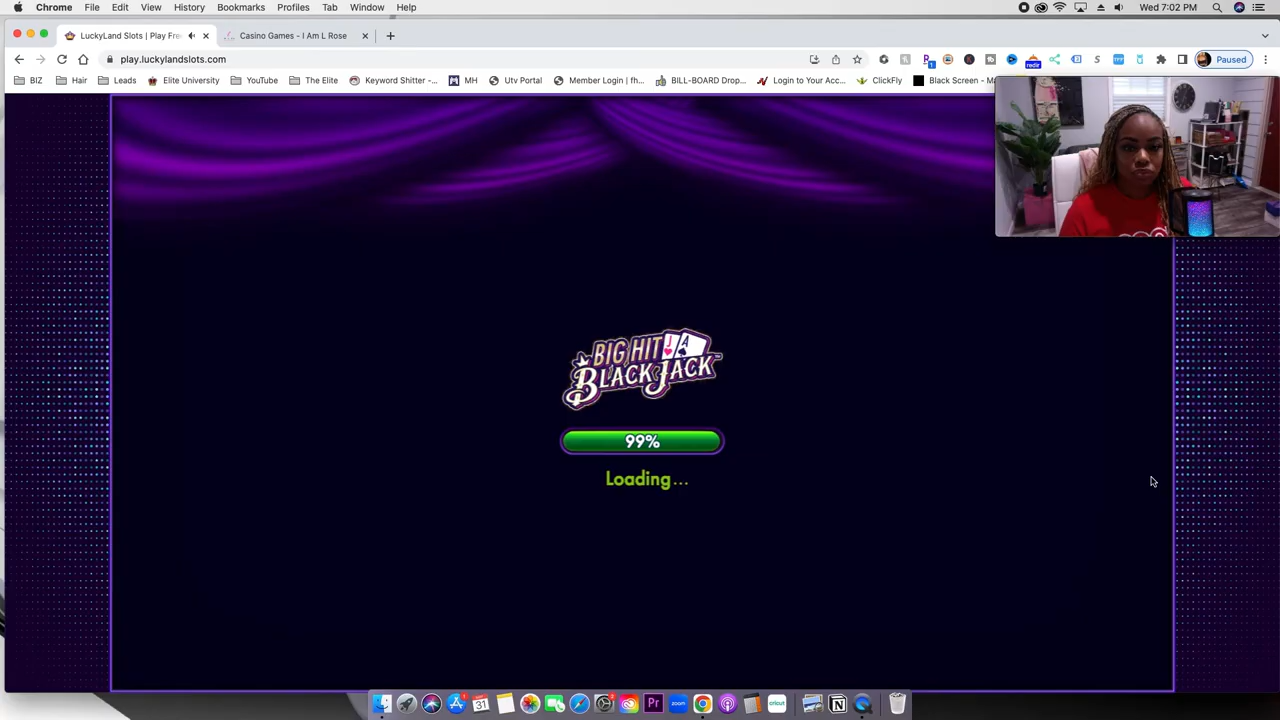 Chrome File Edit View History Bookmarks Profiles Tab Window Help
Wed 7:02 PM
LuckyLand Slots | Play Fre
Casino Games - I Am L Rose
play.luckylandslots.com
Paused
BIZ
Hair
Leads
Elite University
YouTube
The Elite
Keyword Shitter -...
MH
Utv Portal
Member Login | fh...
BILL-BOARD Drop...
Login to Your Acc...
ClickFly
Black Screen - Ma
BIG HIT
BLACKJACK
99%
Loading...